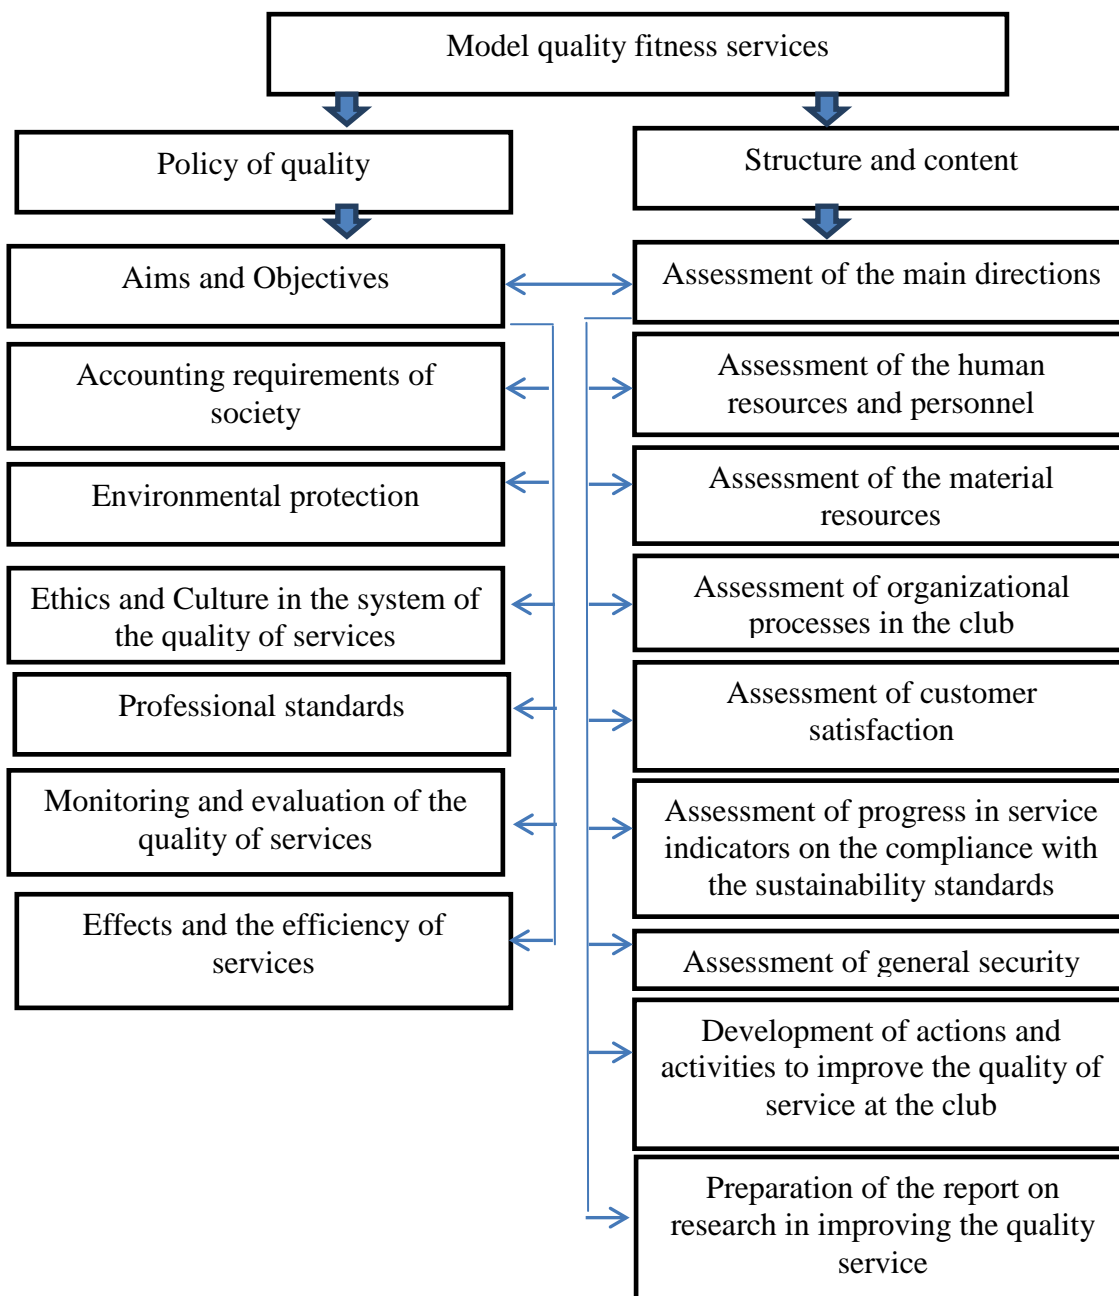 Model quality fitness services
Policy of quality
Structure and content
Aims and Objectives
Assessment of the main directions
Accounting requirements of
society
Assessment of the human
resources and personnel
Environmental protection
Assessment of the material
resources
Ethics and Culture in the system of
the quality of services
Assessment of organizational
processes in the club
Professional standards
Assessment of customer
satisfaction
Monitoring and evaluation of the
quality of services
Assessment of progress in service
indicators on the compliance with
the sustainability standards
Effects and the efficiency of
services
Assessment of general security
Development of actions and
activities to improve the quality of
service at the club
Preparation of the report on
research in improving the quality
service